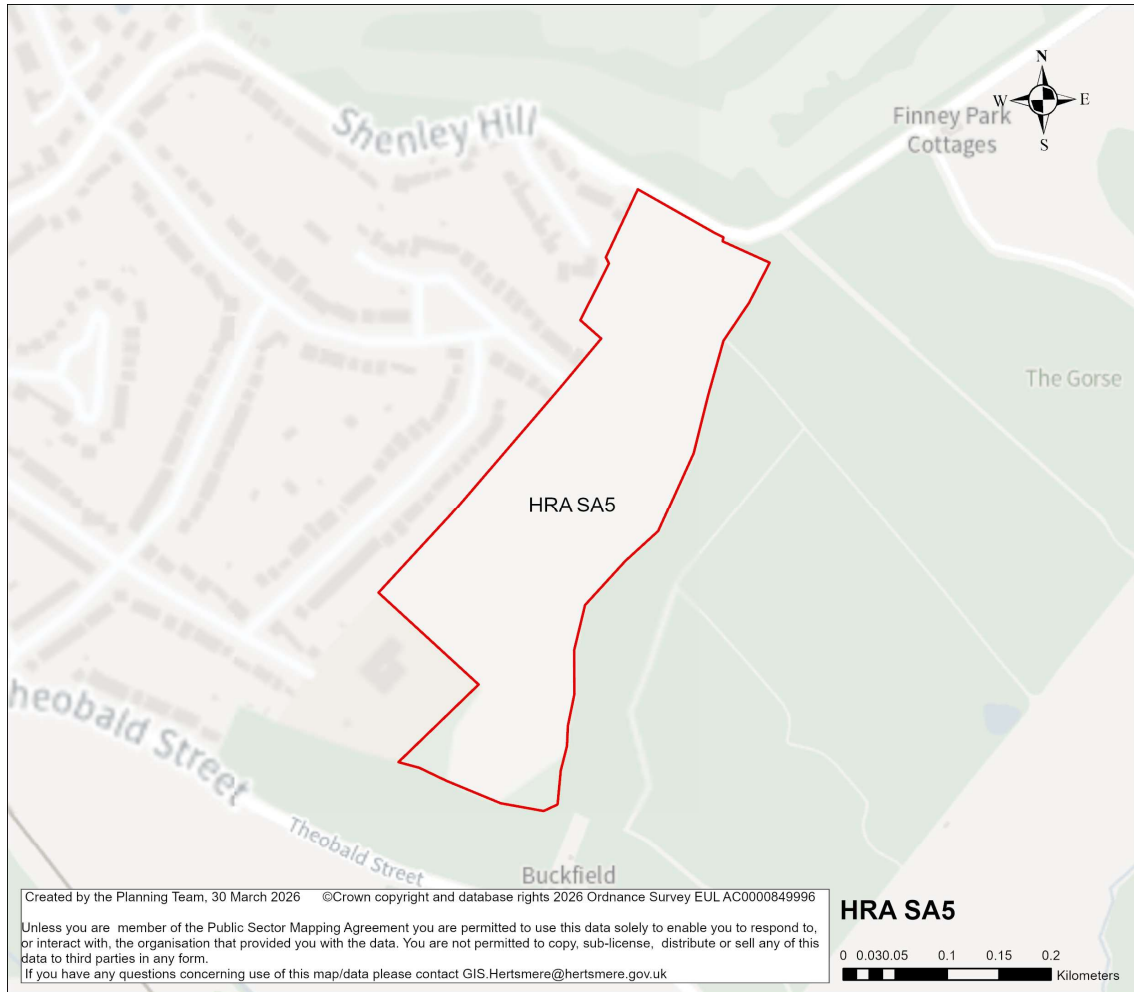 N
W E
S
Shenley Hill
Finney Park
Cottages
The Gorse
HRA SA5
heobald Street
Theobald Street
Buckfield
Created by the Planning Team, 30 March 2026 ©Crown copyright and database rights 2026 Ordnance Survey EUL AC0000849996
Unless you are member of the Public Sector Mapping Agreement you are permitted to use this data solely to enable you to respond to,
or interact with, the organisation that provided you with the data. You are not permitted to copy, sub-license, distribute or sell any of this
data to third parties in any form.
If you have any questions concerning use of this map/data please contact GIS.Hertsmere@hertsmere.gov.uk
HRA SA5
0 0.030.05 0.1 0.15 0.2
Kilometers